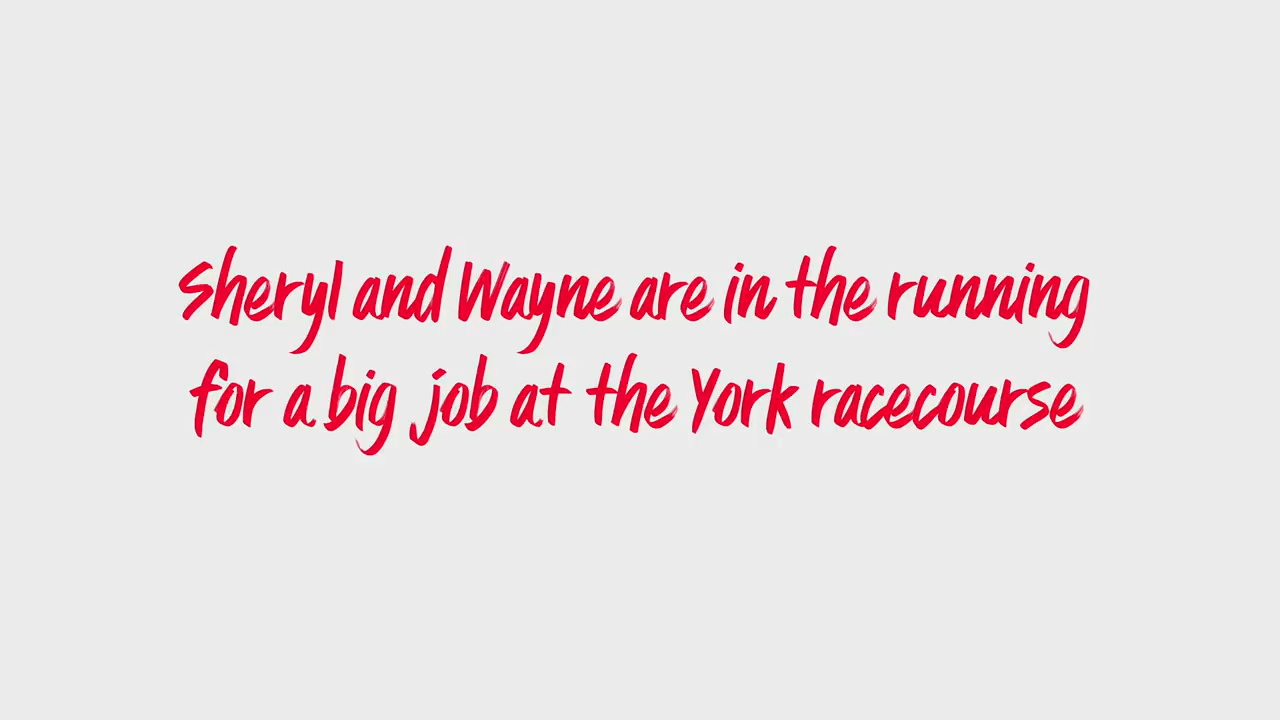 Sheryl and Wayne are in the running
for a big job at the York racecourse